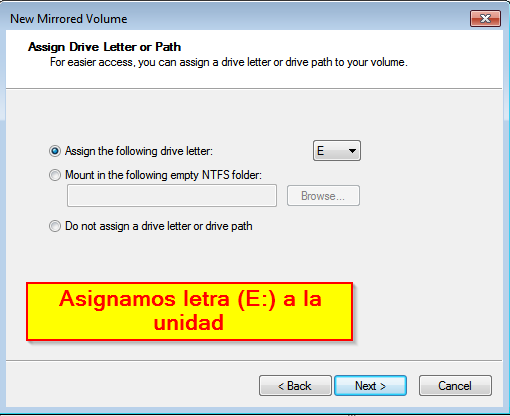 New Mirrored Volume
Assign Drive Letter or Path
For easier access, you can assign a drive letter or drive path to your volume.
Assign the following drive letter: E
Mount in the following empty NTFS folder:
Browse...
Do not assign a drive letter or drive path
Asignamos letra (E:) a la
unidad
< Back Next > Cancel